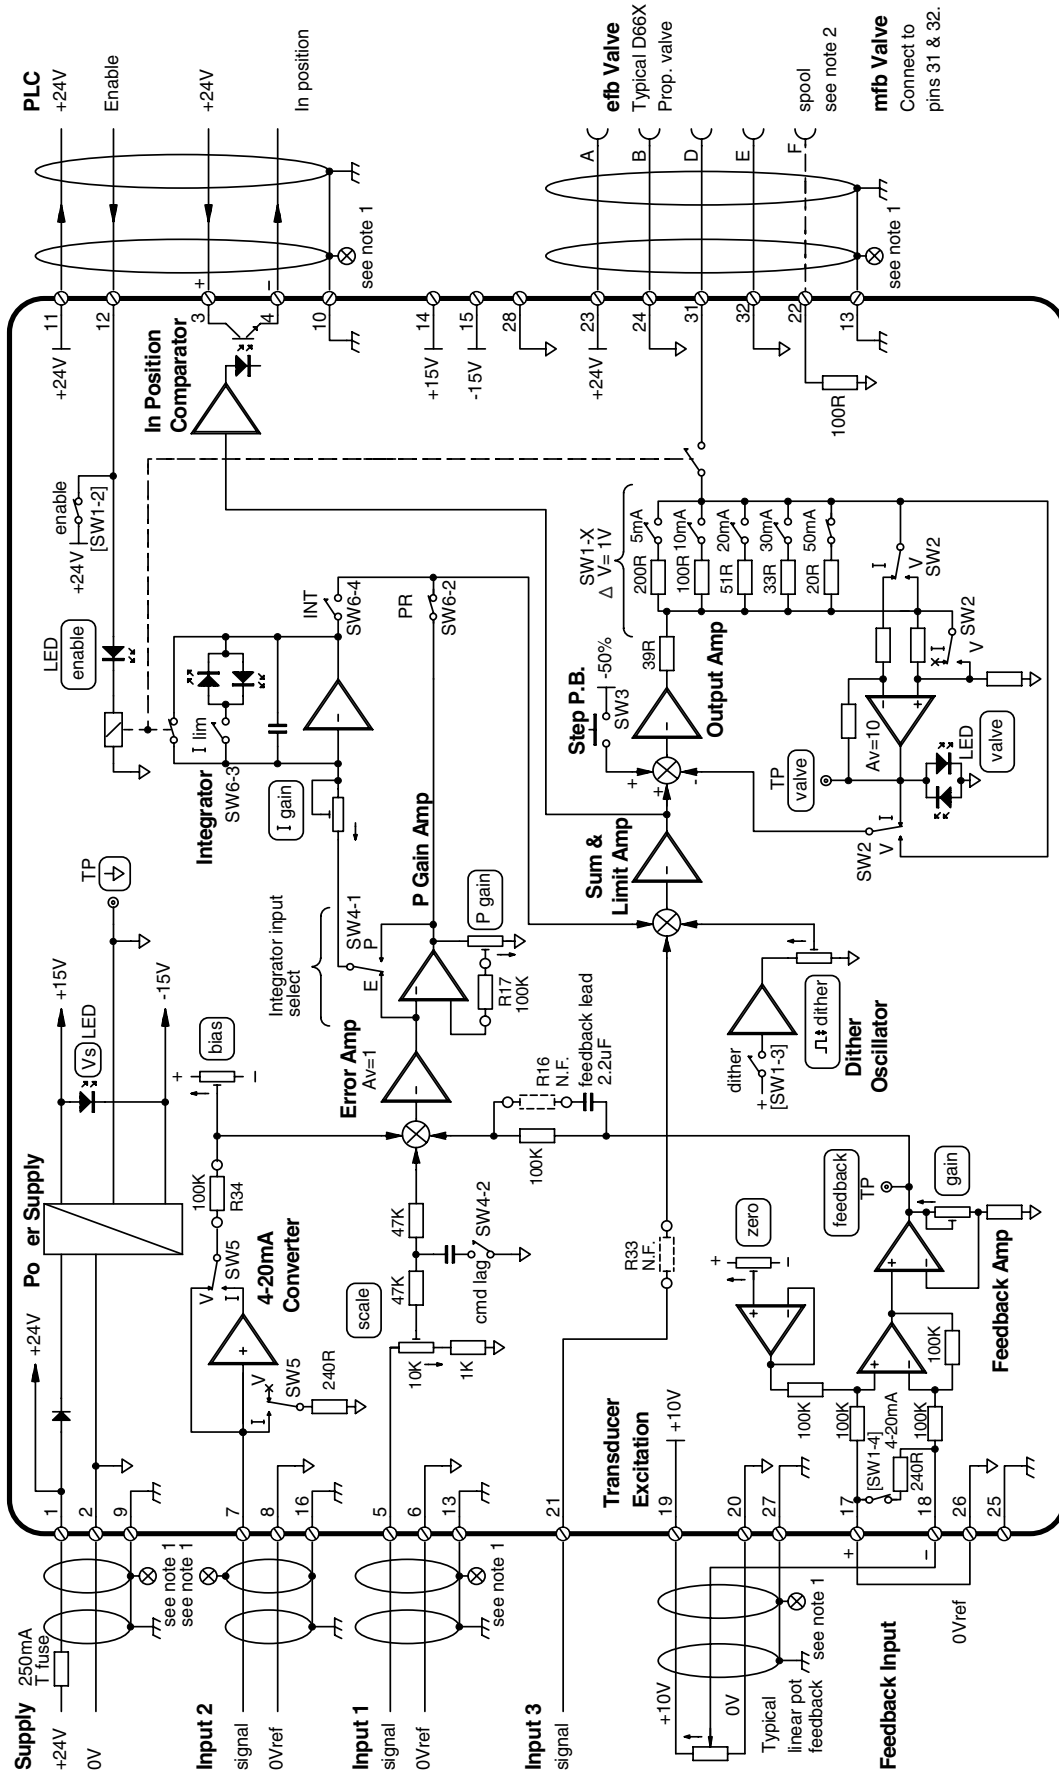 Supply
+24V
0V
250mA
T fuse
see note 1
see note 1
Input 2
signal
0Vref
Input 1
signal
0Vref
see note 1
Input 3
signal
+10V
0V
Typical
linear pot
feedback
see note 1
Feedback Input
0Vref
+
−
1
2
9
7
8
16
5
6
13
21
19
20
27
17
18
26
25
Transducer
Excitation
+10V
+24V
Po er Supply
+15V
Vs LED
-15V
TP
100K
R34
SW5
V
I
4-20mA
Converter
+
V
I
SW5
240R
bias
+
−
scale
10K
1K
47K
47K
cmd lag
SW4-2
Error Amp
Av=1
−
R16
N.F.
feedback lead
2.2uF
100K
R33
N.F.
zero
+
−
+
−
100K
100K
100K
100K
[SW1-4]
4-20mA
240R
+
−
feedback
TP
+
−
gain
Feedback Amp
Integrator input
select
SW4-1
P
E
P Gain Amp
−
P gain
R17
100K
I gain
Integrator
SW6-3
I lim
−
INT
SW6-4
PR
SW6-2
LED
enable
enable
+24V
[SW1-2]
In Position
Comparator
Sum &
Limit Amp
−
dither
+
[SW1-3]
dither
Dither
Oscillator
Step P.B.
-50%
SW3
+
+
-
−
Output Amp
39R
SW1-X
Δ V= 1V
200R
5mA
100R
10mA
51R
20mA
33R
30mA
20R
50mA
I
V
SW2
SW2
I
V
−
+
Av=10
TP
valve
LED
valve
SW2
I
V
11
+24V
12
3
4
10
14
+15V
15
-15V
28
23
+24V
24
31
32
22
100R
13
PLC
+24V
Enable
+24V
In position
+
−
see note 1
efb Valve
Typical D66X
Prop. valve
A
B
D
E
F
spool
see note 2
mfb Valve
Connect to
pins 31 & 32.
see note 1